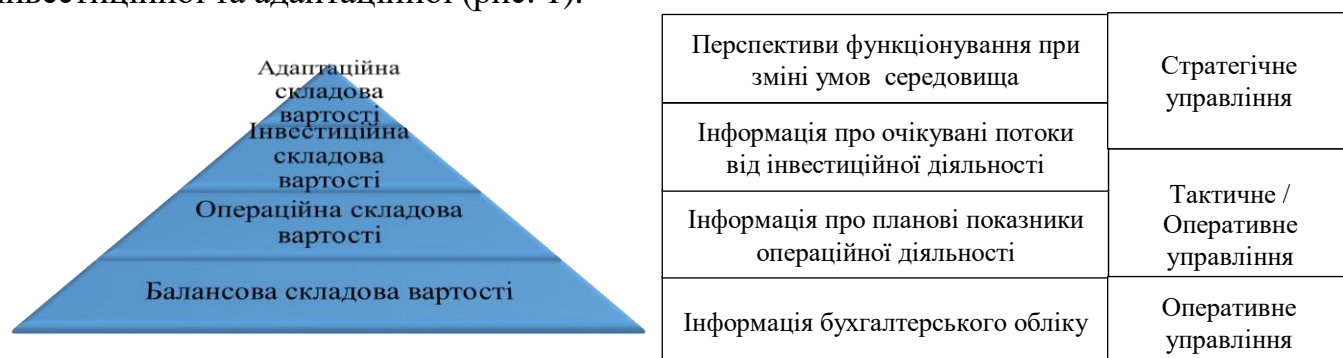 інвестиційної та адаптаційної (рис. 1).
Адаптаційна
складова
вартості
Інвестиційна
складова
вартості
Операційна складова
вартості
Балансова складова вартості
Перспективи функціонування при
зміні умов середовища
Інформація про очікувані потоки
від інвестиційної діяльності
Інформація про планові показники
операційної діяльності
Інформація бухгалтерського обліку
Стратегічне
управління
Тактичне /
Оперативне
управління
Оперативне
управління